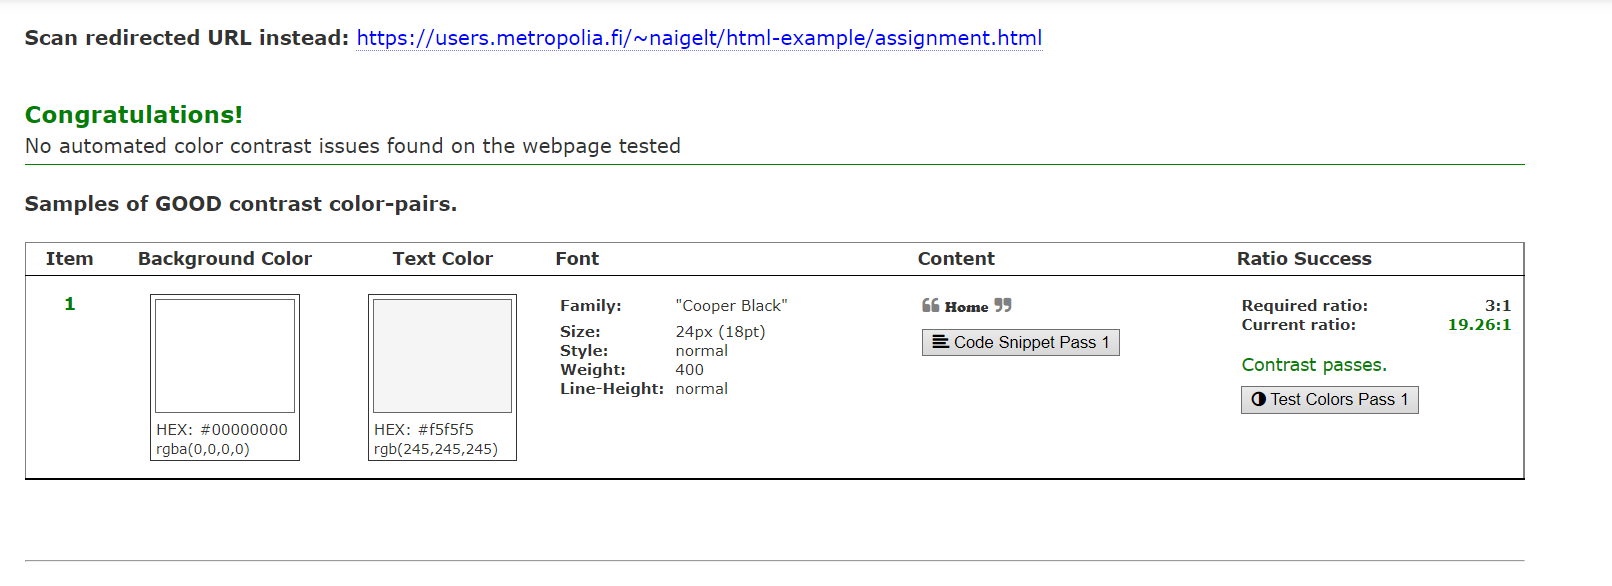 Scan redirected URL instead: https://users.metropolia.fi/~naigelt/html-example/assignment.html
Congratulations!
No automated color contrast issues found on the webpage tested
Samples of GOOD contrast color-pairs.
Item Background Color Text Color Font Content Ratio Success
1
HEX: #00000000
rgba(0,0,0,0)
HEX: #f5f5f5
rgb(245,245,245)
Family: "Cooper Black"
Size: 24px (18pt)
Style: normal
Weight: 400
Line-Height: normal
❝ Home ❞
Code Snippet Pass 1
Required ratio: 3:1
Current ratio: 19.26:1
Contrast passes.
Test Colors Pass 1